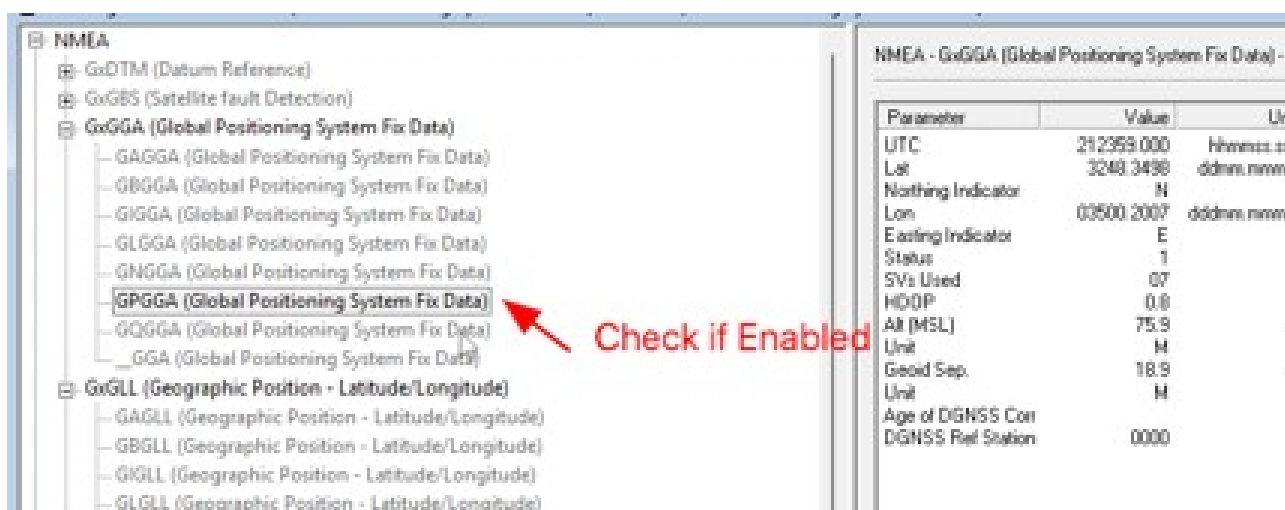 NMEA
GxDTM (Datum Reference)
GxGBS (Satellite fault Detection)
GxGGA (Global Positioning System Fix Data)
GAGGA (Global Positioning System Fix Data)
GBGGA (Global Positioning System Fix Data)
GIGGA (Global Positioning System Fix Data)
GLGGA (Global Positioning System Fix Data)
GNGGA (Global Positioning System Fix Data)
GPGGA (Global Positioning System Fix Data)
GQGGA (Global Positioning System Fix Data)
__GGA (Global Positioning System Fix Data)
GxGLL (Geographic Position - Latitude/Longitude)
GAGLL (Geographic Position - Latitude/Longitude)
GBGLL (Geographic Position - Latitude/Longitude)
GIGLL (Geographic Position - Latitude/Longitude)
GLGLL (Geographic Position - Latitude/Longitude)
Check if Enabled
NMEA - GxGGA (Global Positioning System Fix Data) -
Parameter Value Un
UTC 212359.000 hhmmss.s
Lat 3248.3498 ddmm.mmm
Northing Indicator N
Lon 03500.2007 dddmm.mmm
Easting Indicator E
Status 1
SVs Used 07
HDOP 0.8
Alt (MSL) 75.9
Unit M
Geoid Sep. 18.9
Unit M
Age of DGNSS Corr
DGNSS Ref Station 0000